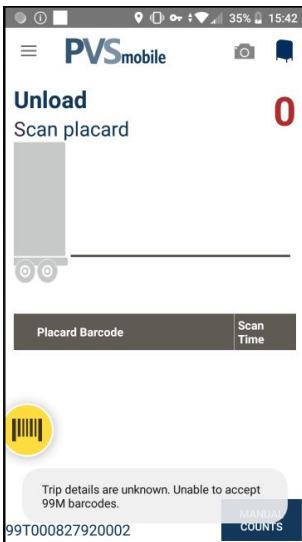 35% 15:42
PVSmobile
Unload
0
Scan placard
Placard Barcode
Scan
Time
Trip details are unknown. Unable to accept
99M barcodes.
MANUAL
COUNTS
99T000827920002